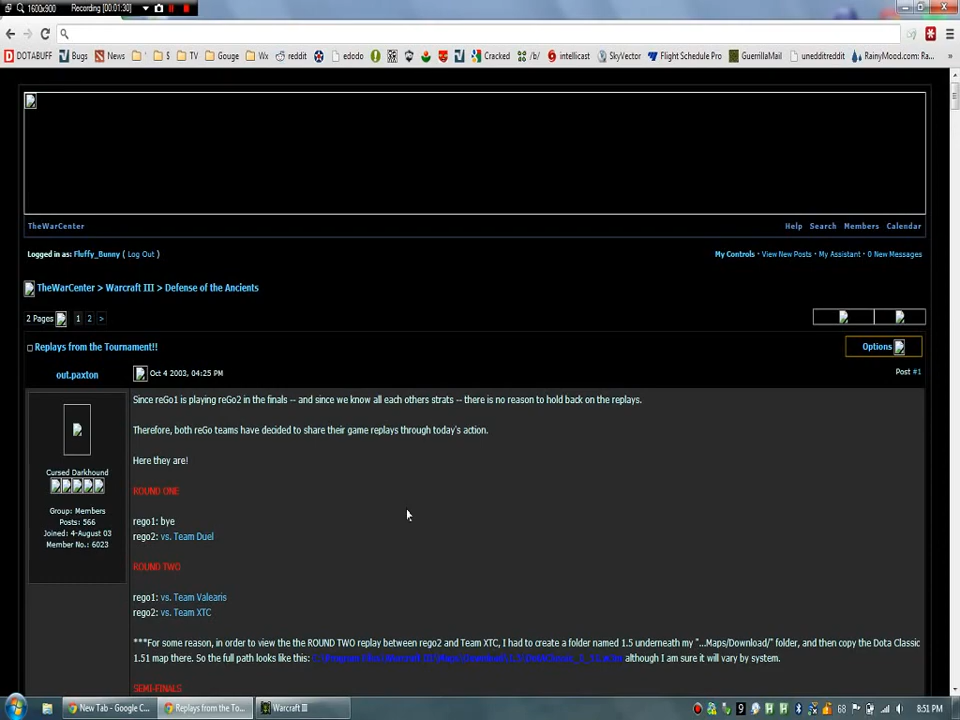 1600x900 Recording [00:01:30]
DOTABUFF Bugs News TV Gouge Wx reddit edodo Cracked /b/ intellicast SkyVector Flight Schedule Pro GuerrillaMail unedditreddit RainyMood.com: Ra...
TheWarCenter Help Search Members Calendar
Logged in as: Fluffy_Bunny ( Log Out ) My Controls · View New Posts · My Assistant · 0 New Messages
TheWarCenter > Warcraft III > Defense of the Ancients
2 Pages 1 2 >
Replays from the Tournament!! Options
out.paxton Oct 4 2003, 04:25 PM Post #1
Since reGo1 is playing reGo2 in the finals -- and since we know all each others strats -- there is no reason to hold back on the replays.
Therefore, both reGo teams have decided to share their game replays through today's action.
Here they are!
Cursed Darkhound
ROUND ONE
Group: Members
Posts: 566
Joined: 4-August 03
Member No.: 6023
rego1: bye
rego2: vs. Team Duel
ROUND TWO
rego1: vs. Team Valearis
rego2: vs. Team XTC
***For some reason, in order to view the the ROUND TWO replay between rego2 and Team XTC, I had to create a folder named 1.5 underneath my "...Maps/Download/" folder, and then copy the Dota Classic
1.51 map there. So the full path looks like this: although I am sure it will vary by system.
SEMI-FINALS
New Tab - Google C... Replays from the To... Warcraft III 9 68 8:51 PM